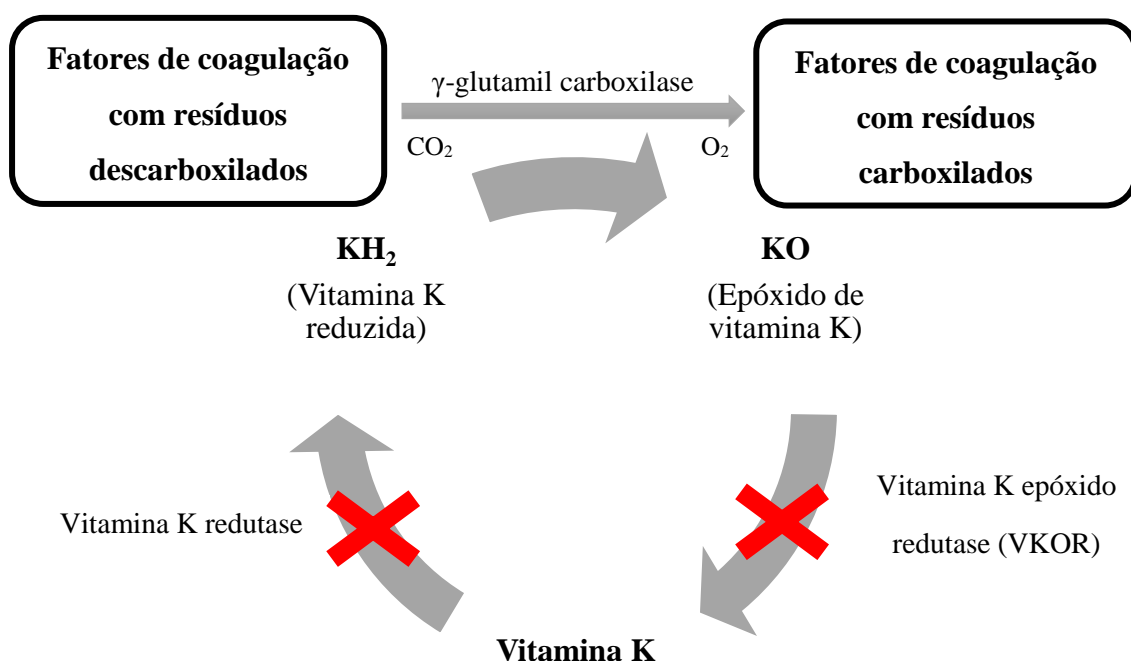 Fatores de coagulação
com resíduos
descarboxilados
γ-glutamil carboxilase
CO₂
O₂
Fatores de coagulação
com resíduos
carboxilados
KH₂
(Vitamina K
reduzida)
KO
(Epóxido de
vitamina K)
Vitamina K redutase
Vitamina K epóxido
redutase (VKOR)
Vitamina K